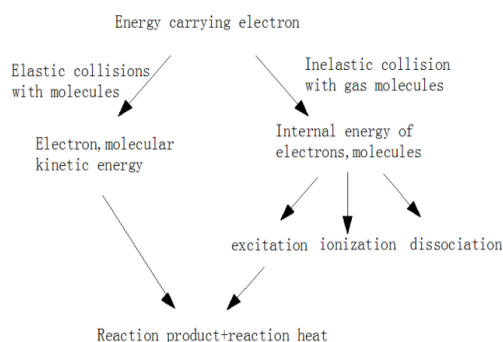 Energy carrying electron
Elastic collisions
with molecules
Inelastic collision
with gas molecules
Electron,molecular
kinetic energy
Internal energy of
electrons,molecules
excitation ionization dissociation
Reaction product+reaction heat